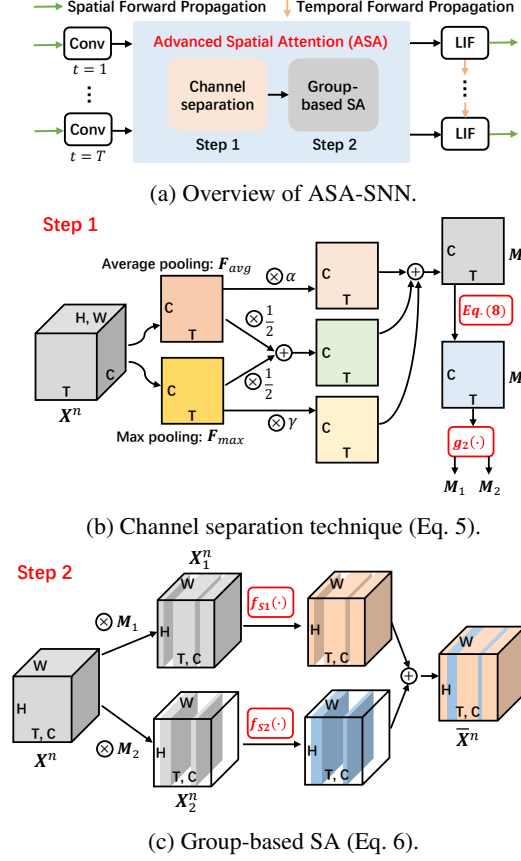 Spatial Forward Propagation Temporal Forward Propagation
Advanced Spatial Attention (ASA)
Conv
t = 1
Conv
t = T
Channel separation
Step 1
Group-based SA
Step 2
LIF
LIF
(a) Overview of ASA-SNN.
Step 1
H, W
C
T
X^n
Average pooling: F_avg
C
T
Max pooling: F_max
C
T
⊗ α
⊗ 1/2
⊗ 1/2
⊗ γ
C
T
C
T
C
T
C
T
M
Eq. (8)
C
T
M
g_2(·)
M_1 M_2
(b) Channel separation technique (Eq. 5).
Step 2
W
H
T, C
X^n
⊗ M_1
⊗ M_2
X_1^n
W
H
T, C
f_S1(·)
W
H
T, C
W
H
T, C
X_2^n
f_S2(·)
W
H
T, C
W
H
T, C
X̄^n
(c) Group-based SA (Eq. 6).